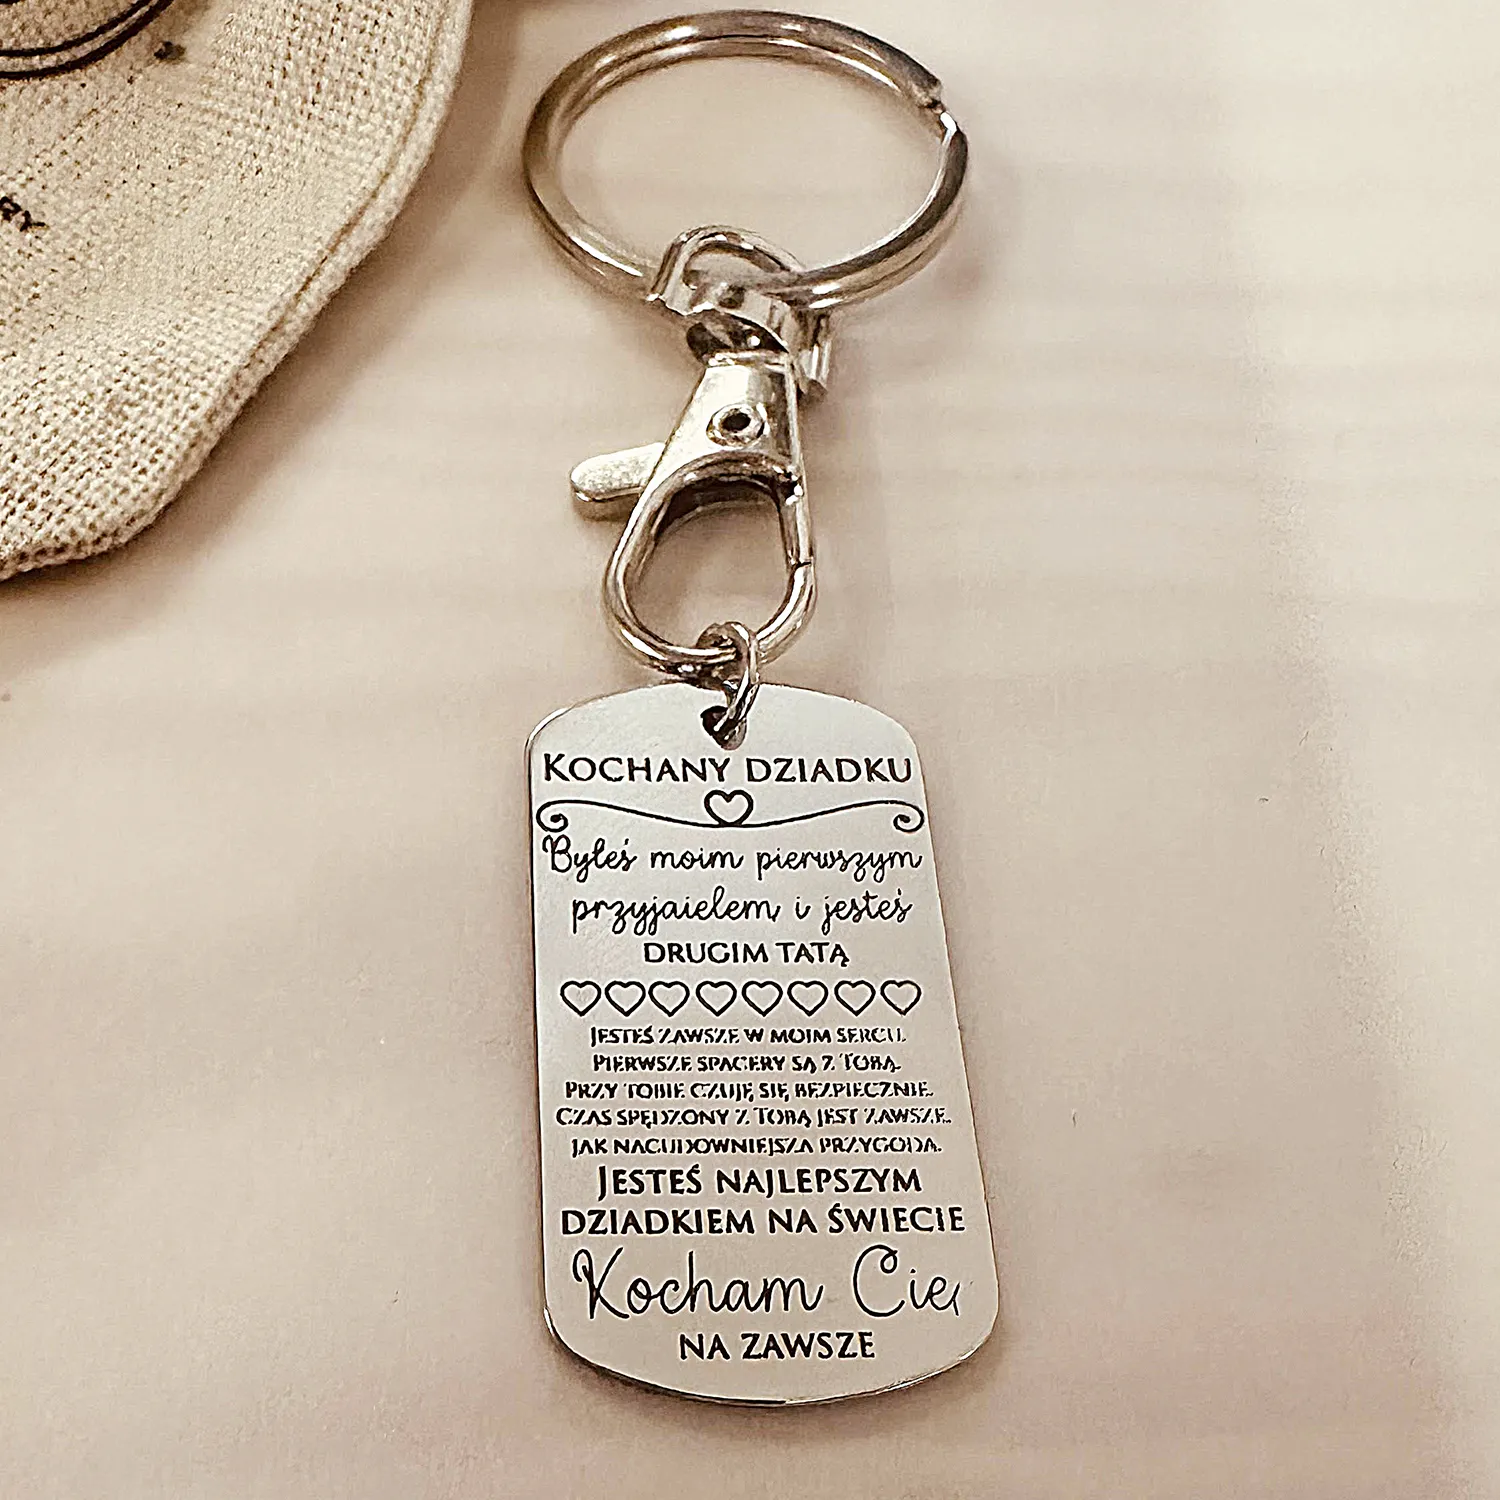 RY
KOCHANY DZIADKU
Byłeś moim pierwszym
przyjaielem i jesteś
DRUGIM TATĄ
JESTEŚ ZAWSZE W MOIM SERCU.
PIERWSZE SPACERY SĄ Z TOBĄ.
PRZY TOBIE CZUJĘ SIĘ BEZPIECZNIE.
CZAS SPĘDZONY Z TOBĄ JEST ZAWSZE.
JAK NACUDOWNIEJSZA PRZYGODA.
JESTEŚ NAJLEPSZYM
DZIADKIEM NA ŚWIECIE
Kocham Cię
NA ZAWSZE